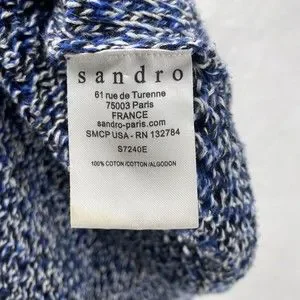 sandro
61 rue de Turenne
75003 Paris
FRANCE
sandro-paris.com
SMCP USA - RN 132784
S7240E
100% COTON/COTTON/ALGODON